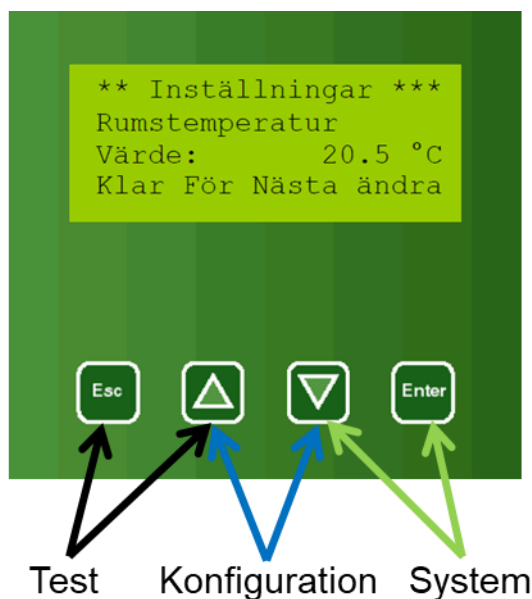 ** Inställningar ***
Rumstemperatur
Värde: 20.5 °C
Klar För Nästa ändra
Esc Enter
Test Konfiguration System